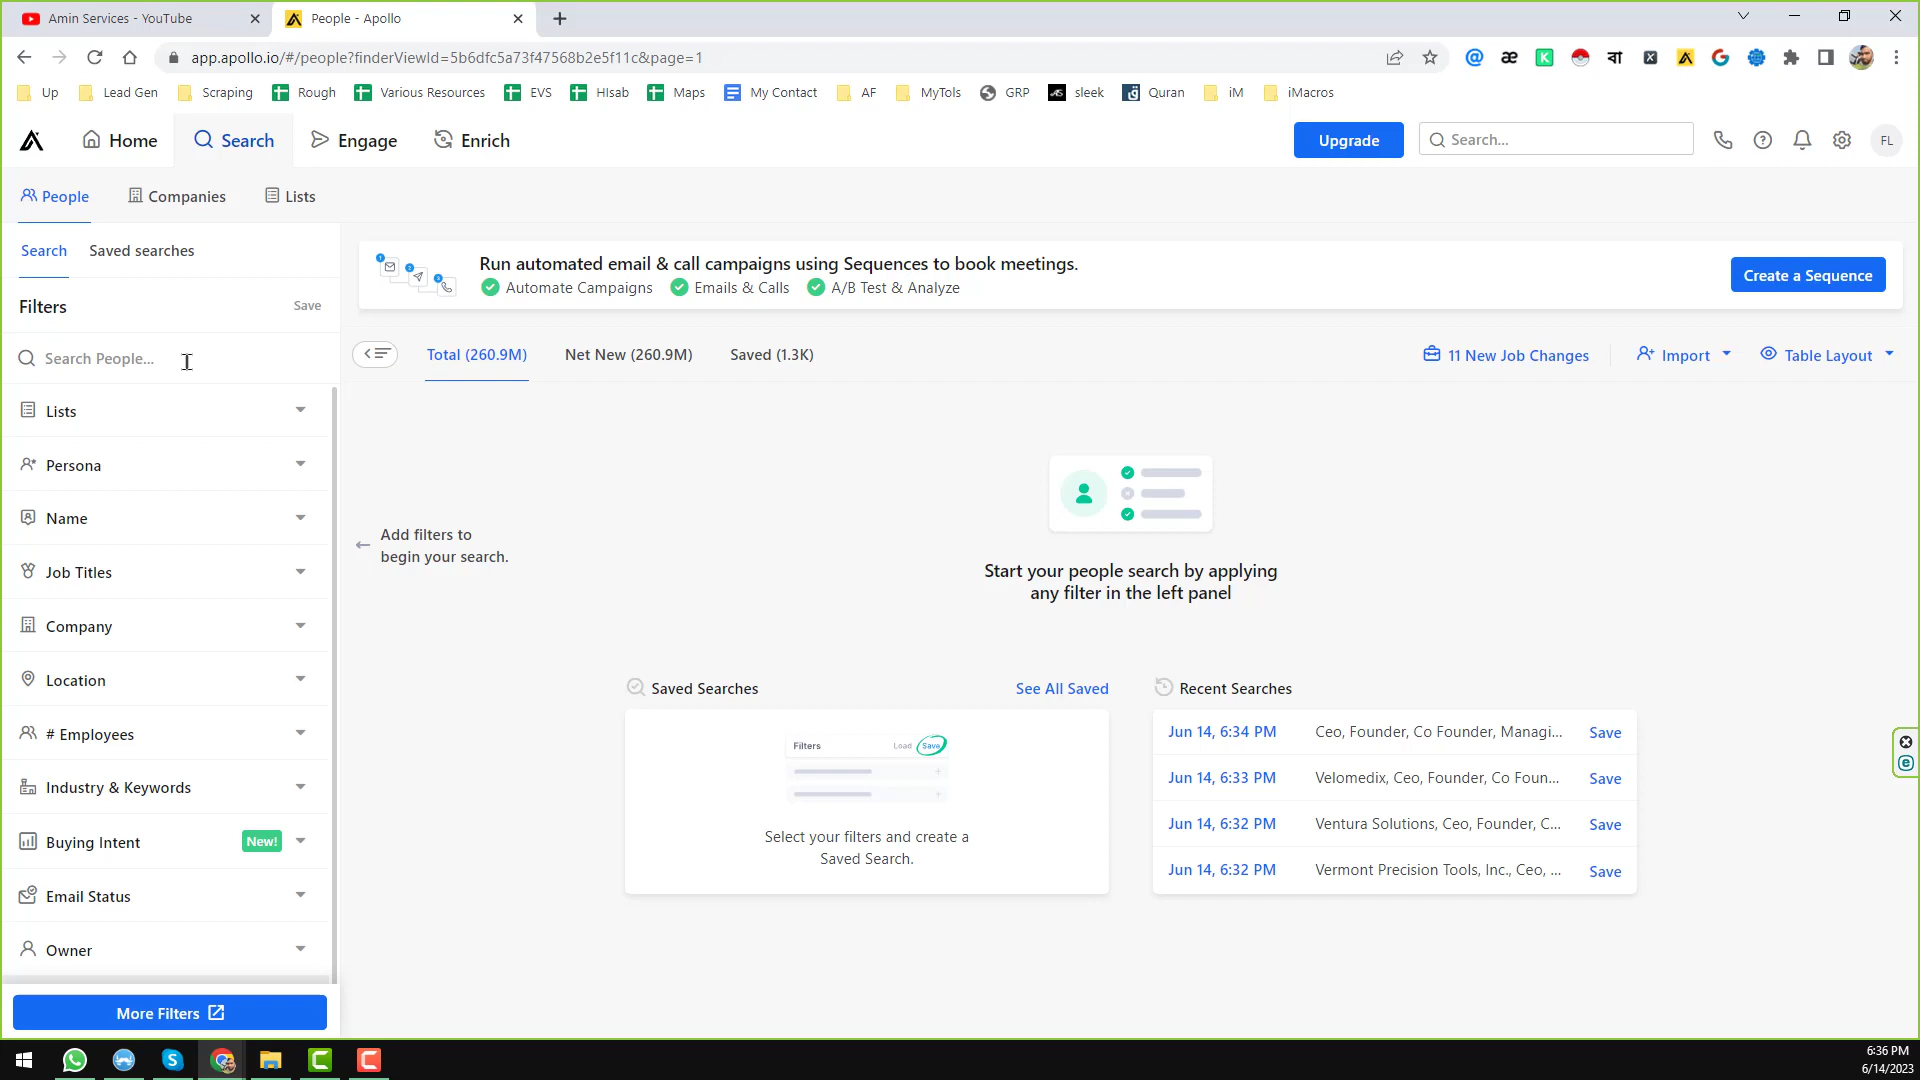 Amin Services - YouTube
People - Apollo
app.apollo.io/#/people?finderViewId=5b6dfc5a73f47568b2e5f11c&page=1
Up
Lead Gen
Scraping
Rough
Various Resources
EVS
HIsab
Maps
My Contact
AF
MyTols
GRP
sleek
Quran
iM
iMacros
Home
Search
Engage
Enrich
Upgrade
Search...
FL
People
Companies
Lists
Search
Saved searches
Filters
Save
Search People...
Lists
Persona
Name
Job Titles
Company
Location
# Employees
Industry & Keywords
Buying Intent
New!
Email Status
Owner
More Filters
Run automated email & call campaigns using Sequences to book meetings.
Automate Campaigns
Emails & Calls
A/B Test & Analyze
Create a Sequence
Total (260.9M)
Net New (260.9M)
Saved (1.3K)
11 New Job Changes
Import
Table Layout
Add filters to
begin your search.
Start your people search by applying
any filter in the left panel
Saved Searches
See All Saved
Filters
Load
Save
Select your filters and create a
Saved Search.
Recent Searches
Jun 14, 6:34 PM
Ceo, Founder, Co Founder, Managi...
Save
Jun 14, 6:33 PM
Velomedix, Ceo, Founder, Co Foun...
Save
Jun 14, 6:32 PM
Ventura Solutions, Ceo, Founder, C...
Save
Jun 14, 6:32 PM
Vermont Precision Tools, Inc., Ceo, ...
Save
6:36 PM
6/14/2023